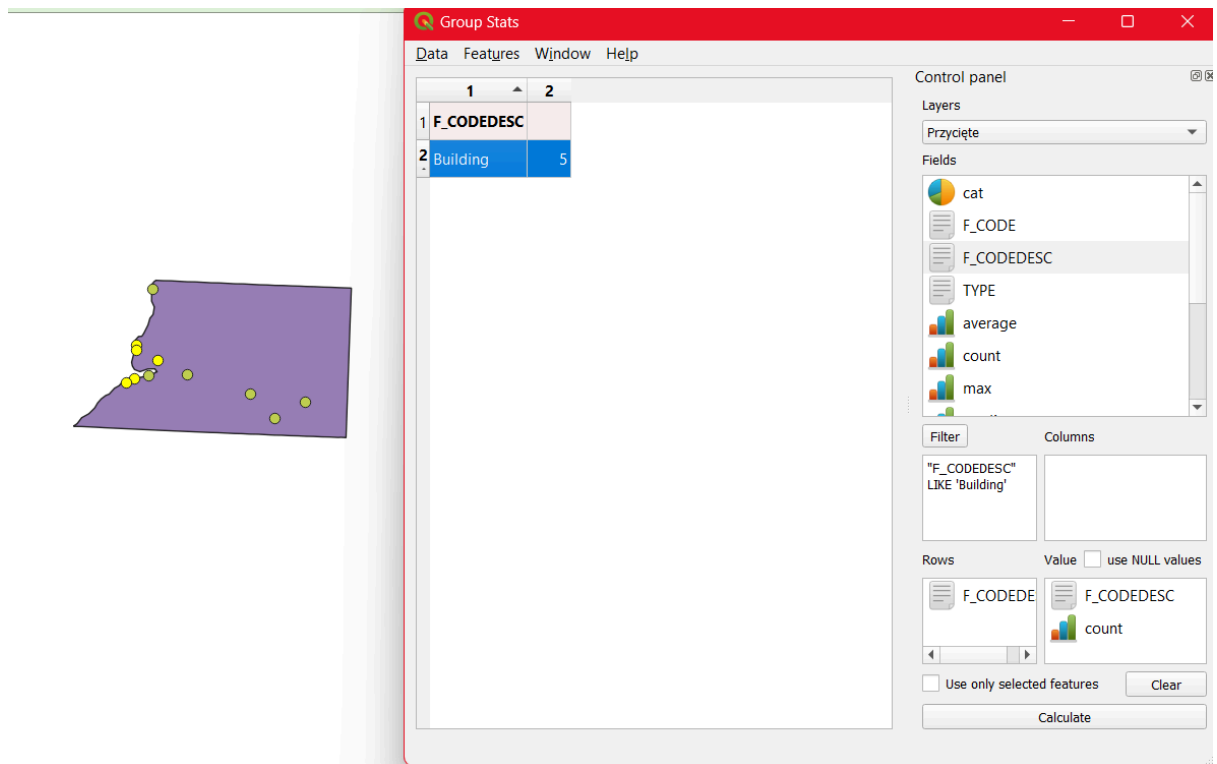 Group Stats
Data Features Window Help
Control panel
1 2
Layers
1 F_CODEDESC
Przycięte
2 Building 5
Fields
cat
F_CODE
F_CODEDESC
TYPE
average
count
max
Filter Columns
"F_CODEDESC"
LIKE 'Building'
Rows Value use NULL values
F_CODEDE F_CODEDESC
count
Use only selected features Clear
Calculate